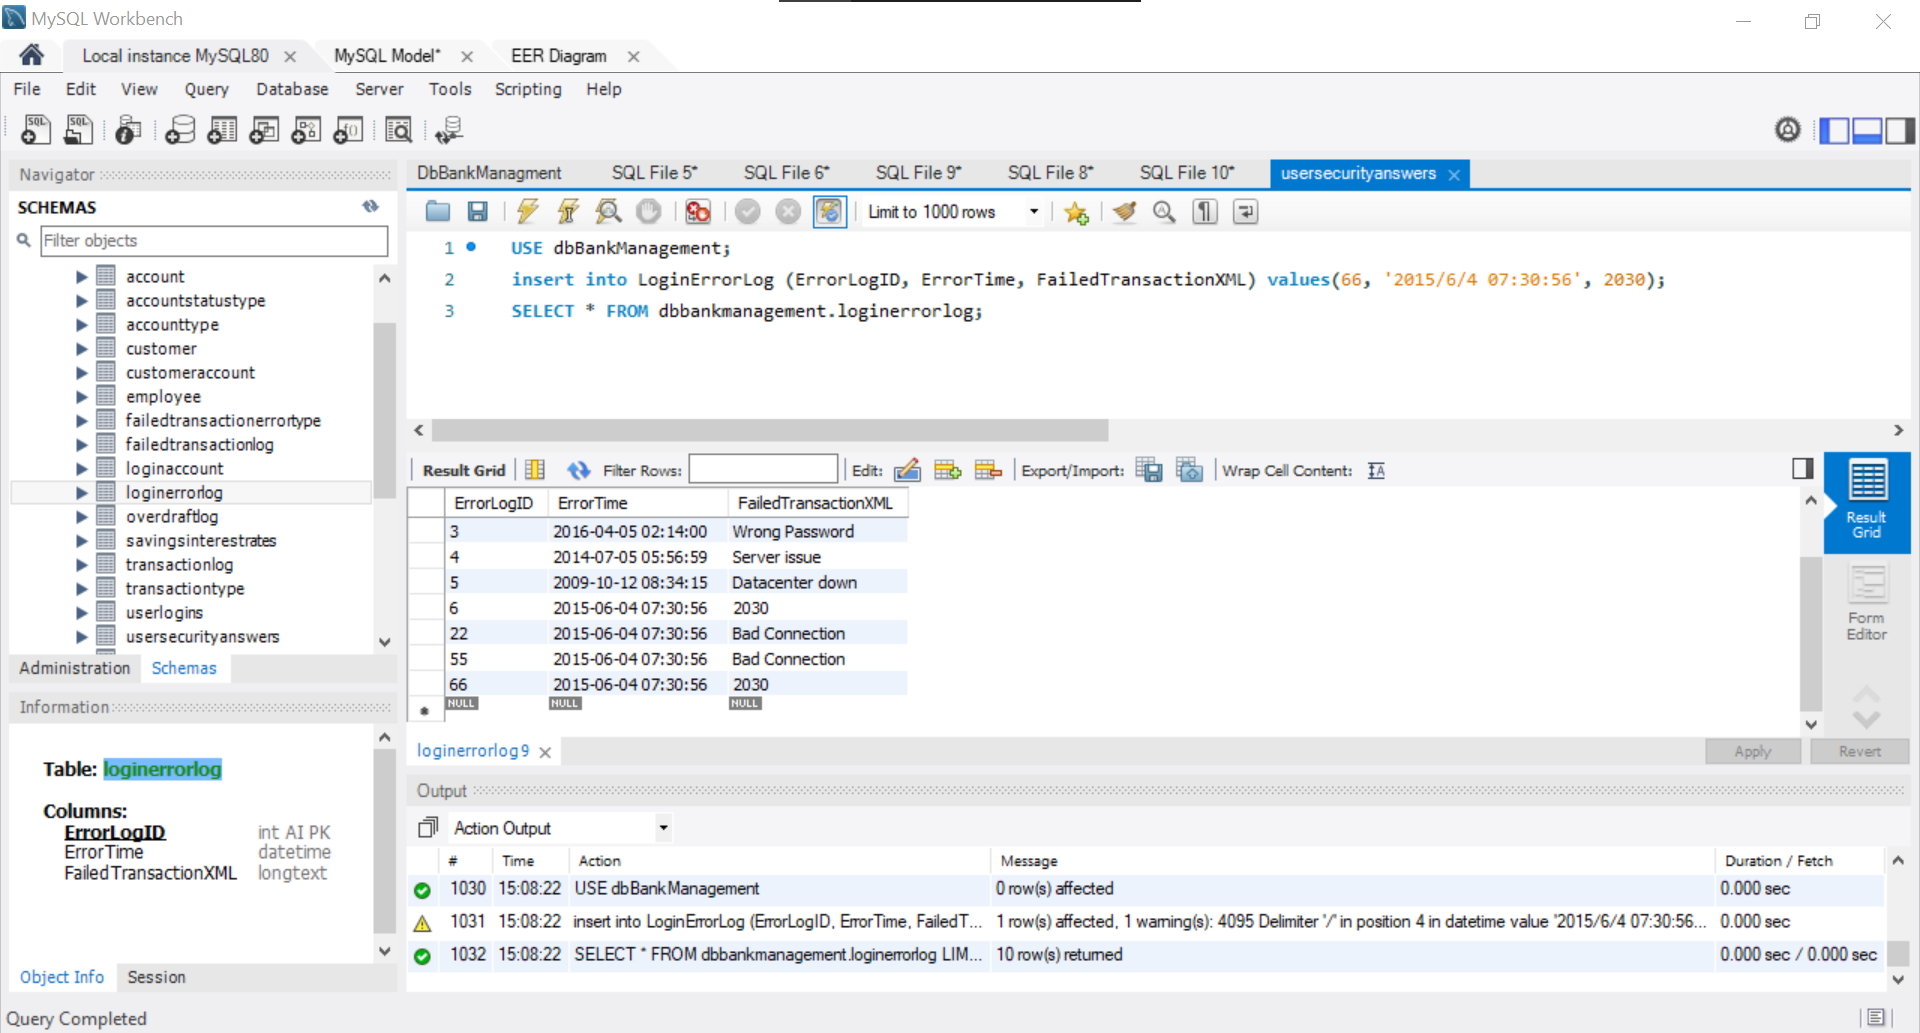 MySQL Workbench
Local instance MySQL80 MySQL Model* EER Diagram
File Edit View Query Database Server Tools Scripting Help
Navigator
SCHEMAS
Filter objects
account
accountstatustype
accounttype
customer
customeraccount
employee
failedtransactionerrortype
failedtransactionlog
loginaccount
loginerrorlog
overdraftlog
savingsinterestrates
transactionlog
transactiontype
userlogins
usersecurityanswers
Administration Schemas
Information
Table: loginerrorlog
Columns:
ErrorLogID int AI PK
ErrorTime datetime
FailedTransactionXML longtext
Object Info Session
DbBankManagment SQL File 5* SQL File 6* SQL File 9* SQL File 8* SQL File 10* usersecurityanswers
Limit to 1000 rows
1 USE dbBankManagement;
2 insert into LoginErrorLog (ErrorLogID, ErrorTime, FailedTransactionXML) values(66, '2015/6/4 07:30:56', 2030);
3 SELECT * FROM dbbankmanagement.loginerrorlog;
Result Grid Filter Rows: Edit: Export/Import: Wrap Cell Content:
ErrorLogID ErrorTime FailedTransactionXML
3 2016-04-05 02:14:00 Wrong Password
4 2014-07-05 05:56:59 Server issue
5 2009-10-12 08:34:15 Datacenter down
6 2015-06-04 07:30:56 2030
22 2015-06-04 07:30:56 Bad Connection
55 2015-06-04 07:30:56 Bad Connection
66 2015-06-04 07:30:56 2030
NULL NULL NULL
Result
Grid
Form
Editor
loginerrorlog 9 Apply Revert
Output
Action Output
# Time Action Message Duration / Fetch
1030 15:08:22 USE dbBankManagement 0 row(s) affected 0.000 sec
1031 15:08:22 insert into LoginErrorLog (ErrorLogID, ErrorTime, FailedT... 1 row(s) affected, 1 warning(s): 4095 Delimiter '/' in position 4 in datetime value '2015/6/4 07:30:56... 0.000 sec
1032 15:08:22 SELECT * FROM dbbankmanagement.loginerrorlog LIM... 10 row(s) returned 0.000 sec / 0.000 sec
Query Completed